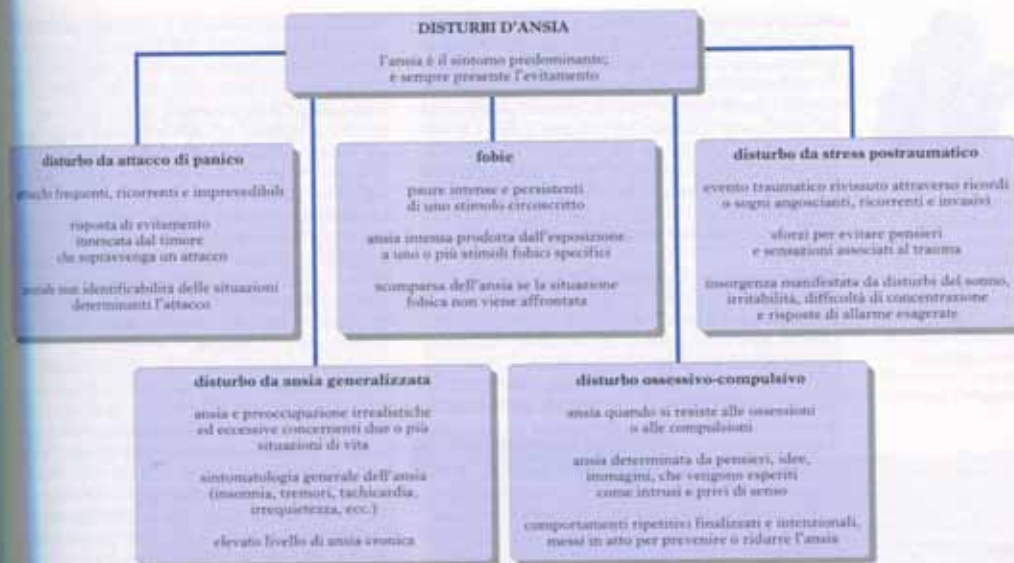 DISTURBI D'ANSIA
l'ansia è il sintomo predominante;
è sempre presente l'evitamento
disturbo da attacco di panico
frequenti, ricorrenti e imprevedibili
risposta di evitamento
innescata dal timore
che sopravvenga un attacco
non identificabilità delle situazioni
determinanti l'attacco
fobie
paure intense e persistenti
di uno stimolo circoscritto
ansia intensa prodotta dall'esposizione
a uno o più stimoli fobici specifici
scomparsa dell'ansia se la situazione
fobica non viene affrontata
disturbo da stress postraumatico
evento traumatico rivissuto attraverso ricordi
o sogni angoscianti, ricorrenti e invasivi
sforzi per evitare pensieri
e sensazioni associati al trauma
insorgenza manifestata da disturbi del sonno,
irritabilità, difficoltà di concentrazione
e risposte di allarme esagerate
disturbo da ansia generalizzata
ansia e preoccupazione irrealistiche
ed eccessive concernenti due o più
situazioni di vita
sintomatologia generale dell'ansia
(insonnia, tremori, tachicardia,
irrequietezza, ecc.)
elevato livello di ansia cronica
disturbo ossessivo-compulsivo
ansia quando si resiste alle ossessioni
o alle compulsioni
ansia determinata da pensieri, idee,
immagini, che vengono esperiti
come intrusi e privi di senso
comportamenti ripetitivi finalizzati e intenzionali,
messi in atto per prevenire o ridurre l'ansia